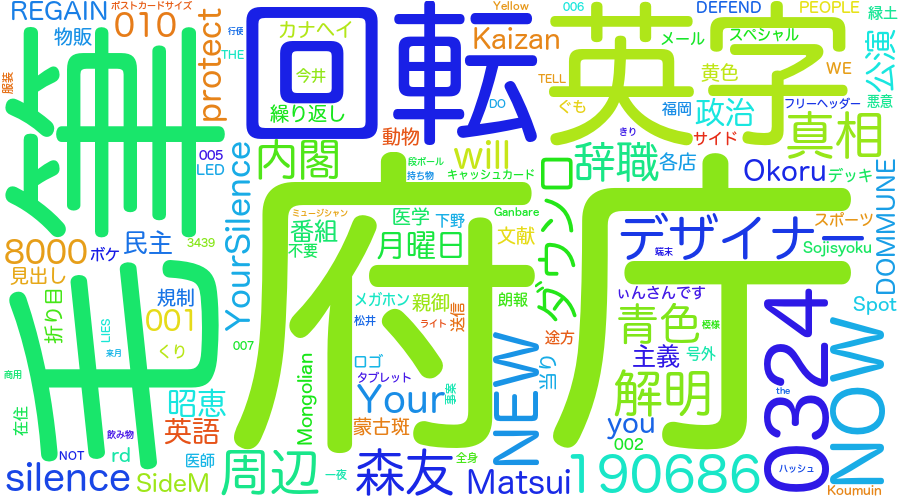 REGAIN
ポストカードサイズ
010
物販
行使
THE
服装
protect
筆
回転
カナヘイ
今井
繰り返し
Yellow
Kaizan
動物
段ボール
持ち物
006
DEFEND
PEOPLE
緑土
メール
スペシャル
公演
英字
TELL
黄色
WE
DO
ぐも
福岡
政治
フリーヘッダー
悪意
きり
サイド
真相
005
LED
YourSilence
内閣
will
キャッシュカード
辞職
各店
Okoru
デッキ
8000
ボケ
民主
3439
見出し
ミュージシャン
番組
不要
医学
下野
月曜日
Ganbare
文献
ダウンロ
府庁
デザイナー
端末
スポーツ
Sojisyoku
DOMMUNE
毛
折り目
LIES
規制
001
来月
くり
007
メガホン
親御
松井
ライト
送信
朗報
途方
ぃんさんです
青色
模様
Spot
商用
昭恵
Mongolian
ロゴ
タブレット
Your
事案
NEW
当り
主義
号外
解明
0324
the
NOW
在住
飲み物
英語
蒙古斑
you
002
NOT
rd
医師
silence
SideM
周辺
一夜
森友
全身
Matsui
190686
ハッシュ
Koumuin